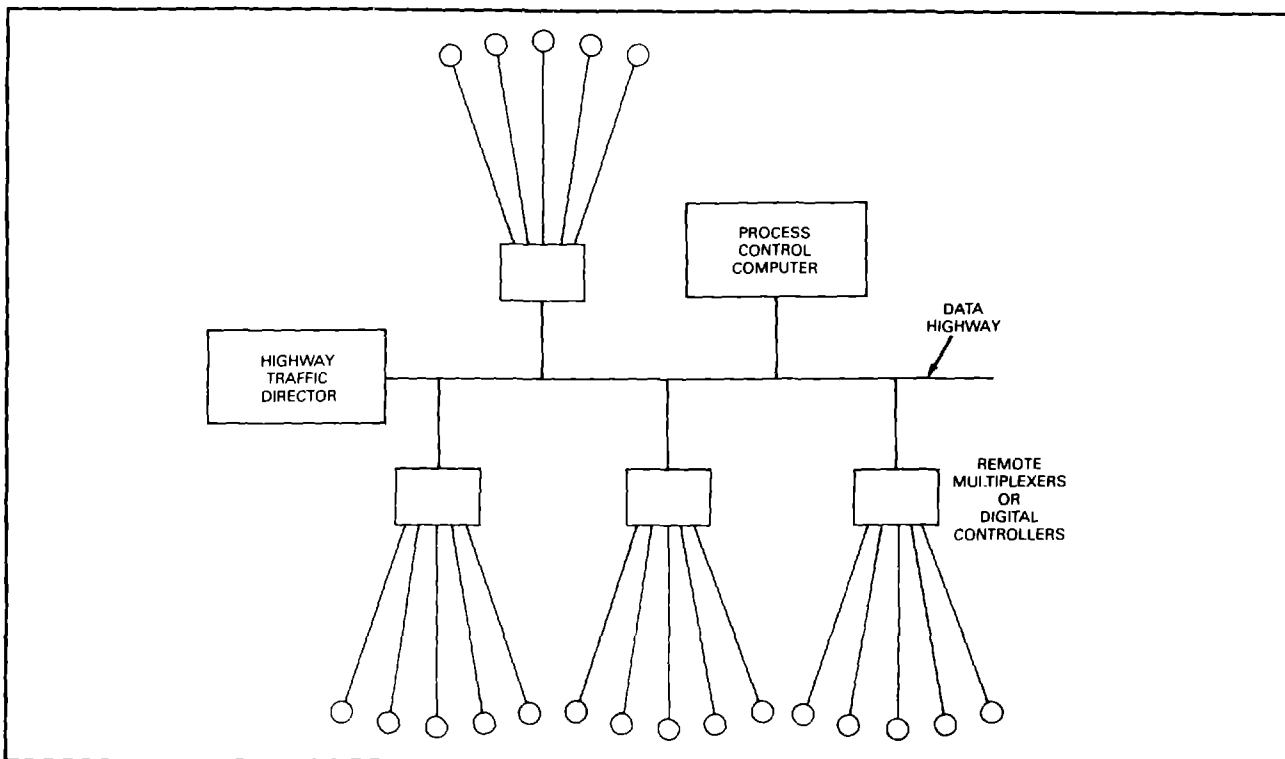 PROCESS
CONTROL
COMPUTER
DATA
HIGHWAY
HIGHWAY
TRAFFIC
DIRECTOR
REMOTE
MULTIPLEXERS
OR
DIGITAL
CONTROLLERS